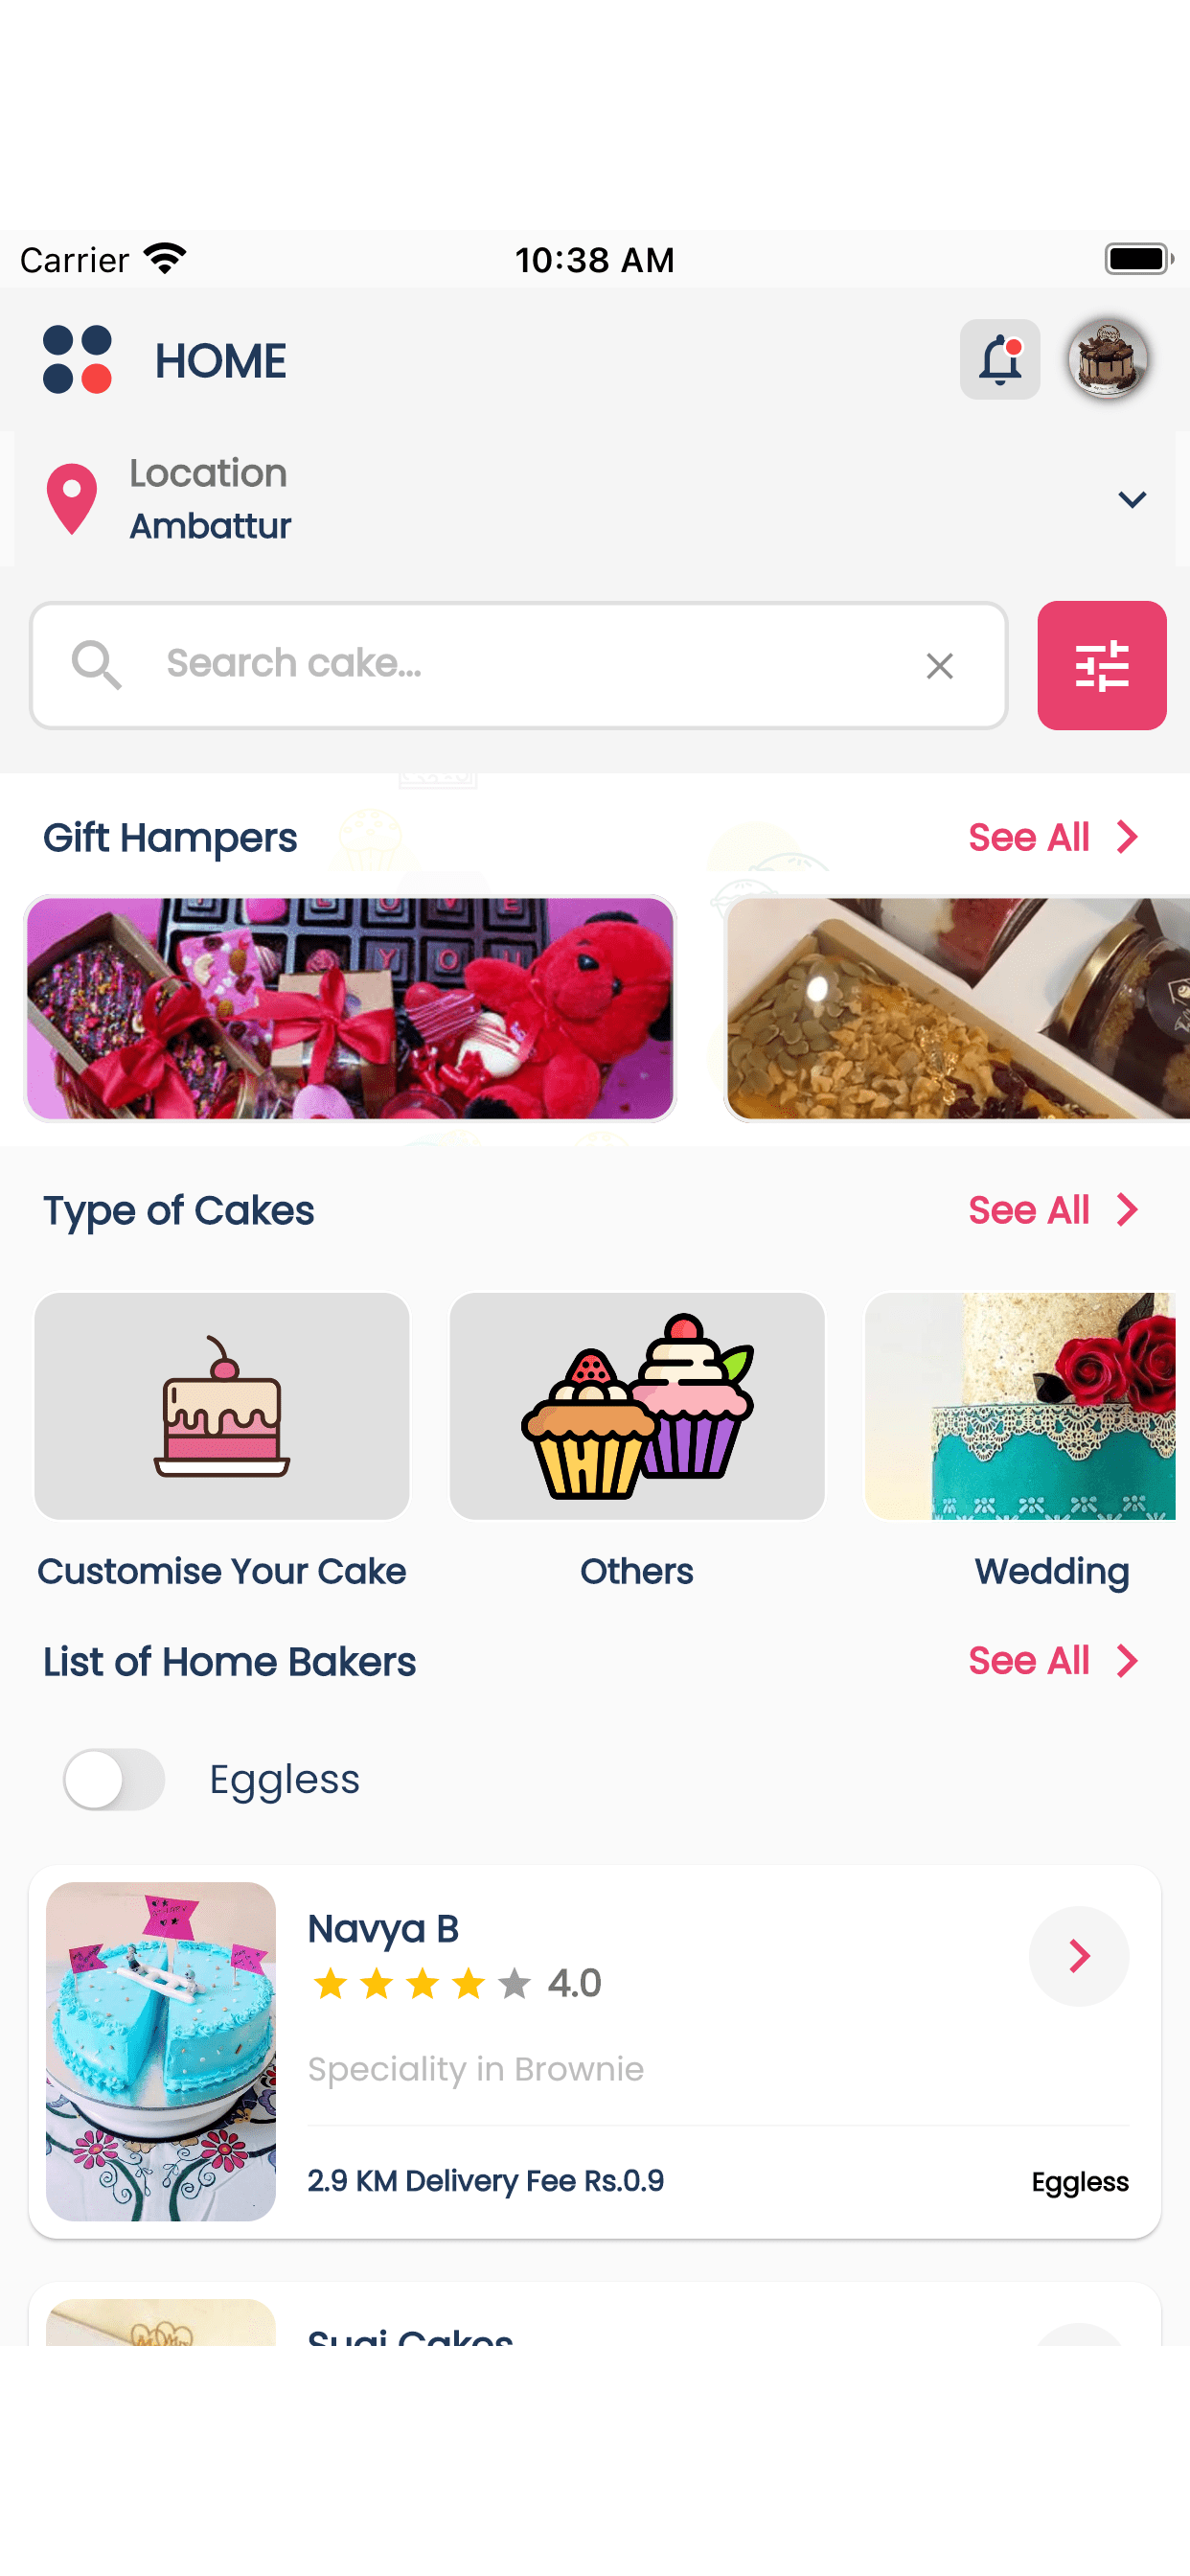 Carrier
10:38 AM
HOME
Location
Ambattur
Search cake...
Gift Hampers
See All
L O V E
Y O U
Type of Cakes
See All
Customise Your Cake
Others
Wedding
List of Home Bakers
See All
Eggless
Navya B
4.0
Speciality in Brownie
2.9 KM Delivery Fee Rs.0.9
Eggless
Sugi Cakes